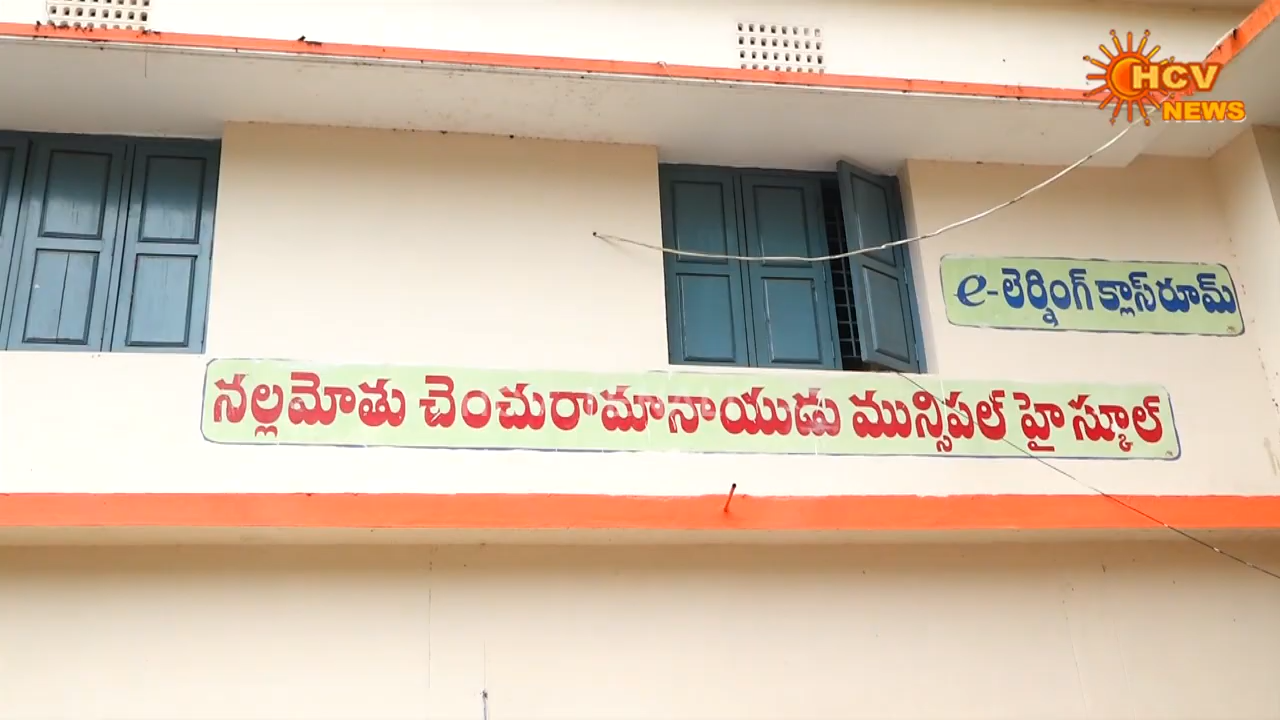 HCV
NEWS
e-లెర్నింగ్ క్లాస్‌రూమ్
నల్లమోతు చెంచురామానాయుడు మున్సిపల్ హై స్కూల్